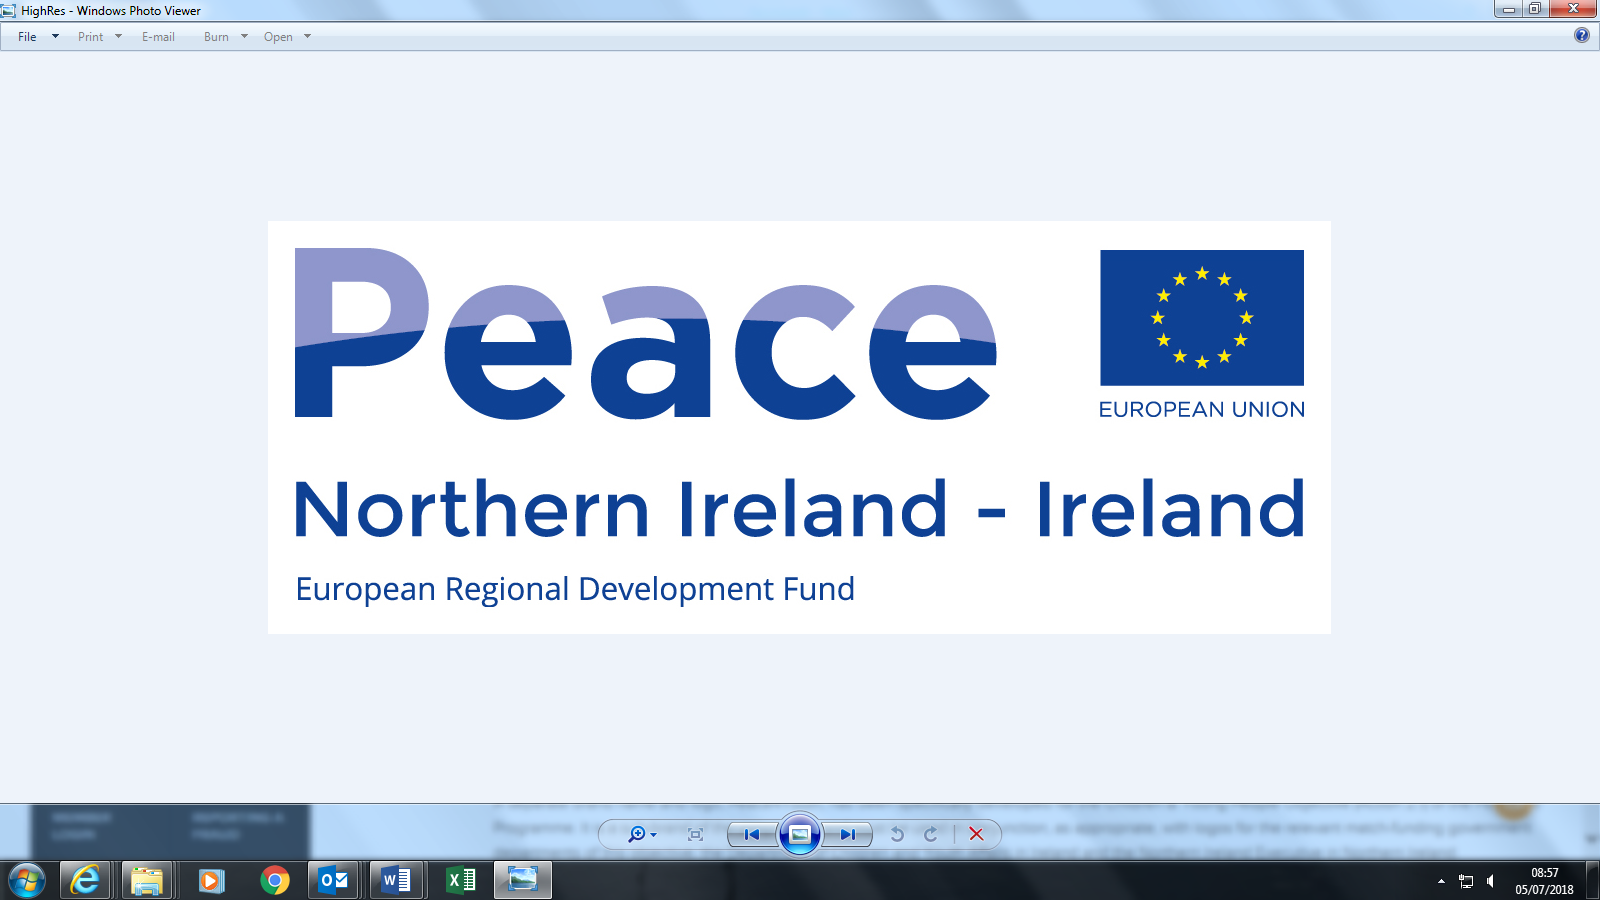 HighRes - Windows Photo Viewer
File Print E-mail Burn Open
Peace
EUROPEAN UNION
Northern Ireland - Ireland
European Regional Development Fund
08:57
05/07/2018